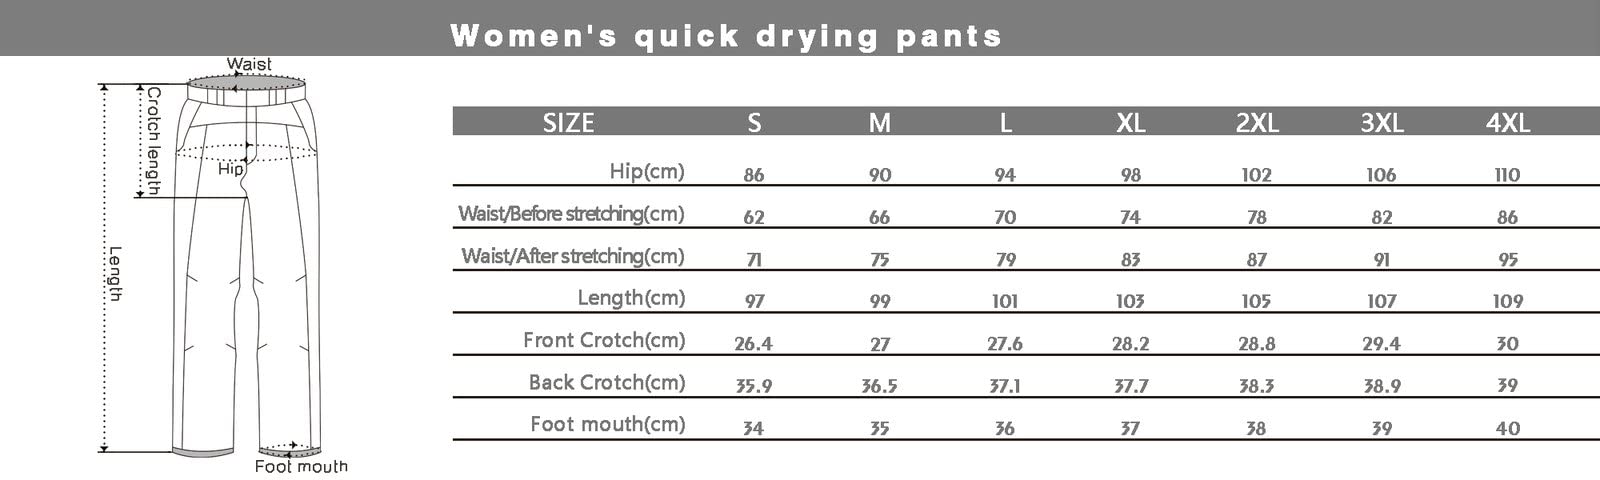 Women's quick drying pants
Waist
Crotch length
Hip
Length
Foot mouth
SIZE S M L XL 2XL 3XL 4XL
Hip(cm) 86 90 94 98 102 106 110
Waist/Before stretching(cm) 62 66 70 74 78 82 86
Waist/After stretching(cm) 71 75 79 83 87 91 95
Length(cm) 97 99 101 103 105 107 109
Front Crotch(cm) 26.4 27 27.6 28.2 28.8 29.4 30
Back Crotch(cm) 35.9 36.5 37.1 37.7 38.3 38.9 39
Foot mouth(cm) 34 35 36 37 38 39 40